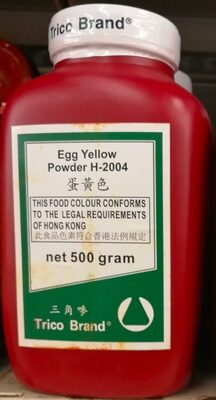 Trico Brand®
Egg Yellow
Powder H-2004
蛋黃色
THIS FOOD COLOUR CONFORMS
TO THE LEGAL REQUIREMENTS
OF HONG KONG
此食品色素符合香港法例規定
net 500 gram
三角嘜
Trico Brand®